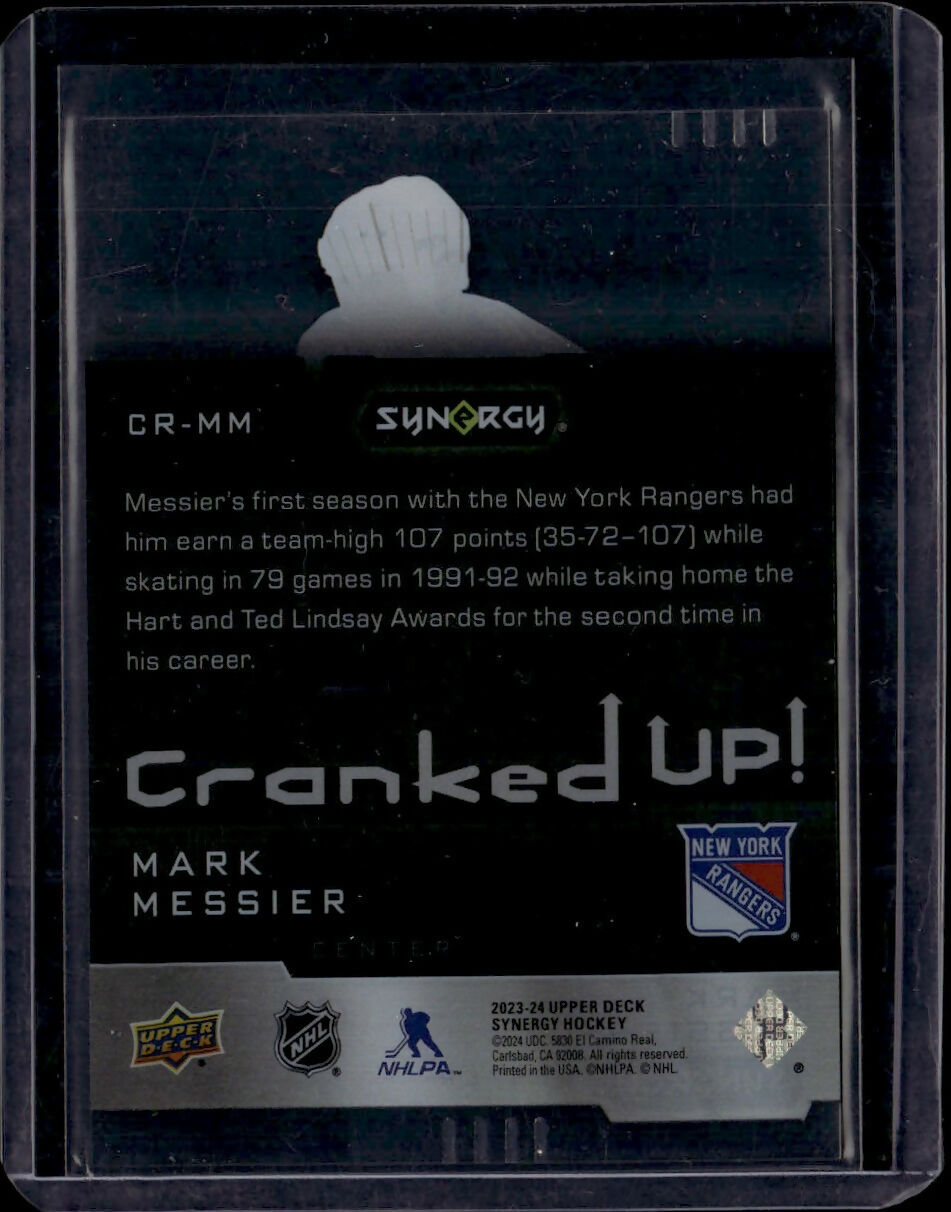 CR-MM
SYNERGY®
Messier's first season with the New York Rangers had
him earn a team-high 107 points (35-72–107) while
skating in 79 games in 1991-92 while taking home the
Hart and Ted Lindsay Awards for the second time in
his career.
Cranked UP!
MARK
MESSIER
NEW YORK
RANGERS
®
CENTER
UPPER
D·E·C·K
®
NHL
®
NHLPA™
2023-24 UPPER DECK
SYNERGY HOCKEY
©2024 UDC. 5830 El Camino Real,
Carlsbad, CA 92008. All rights reserved.
Printed in the USA. ©NHLPA. © NHL.
®